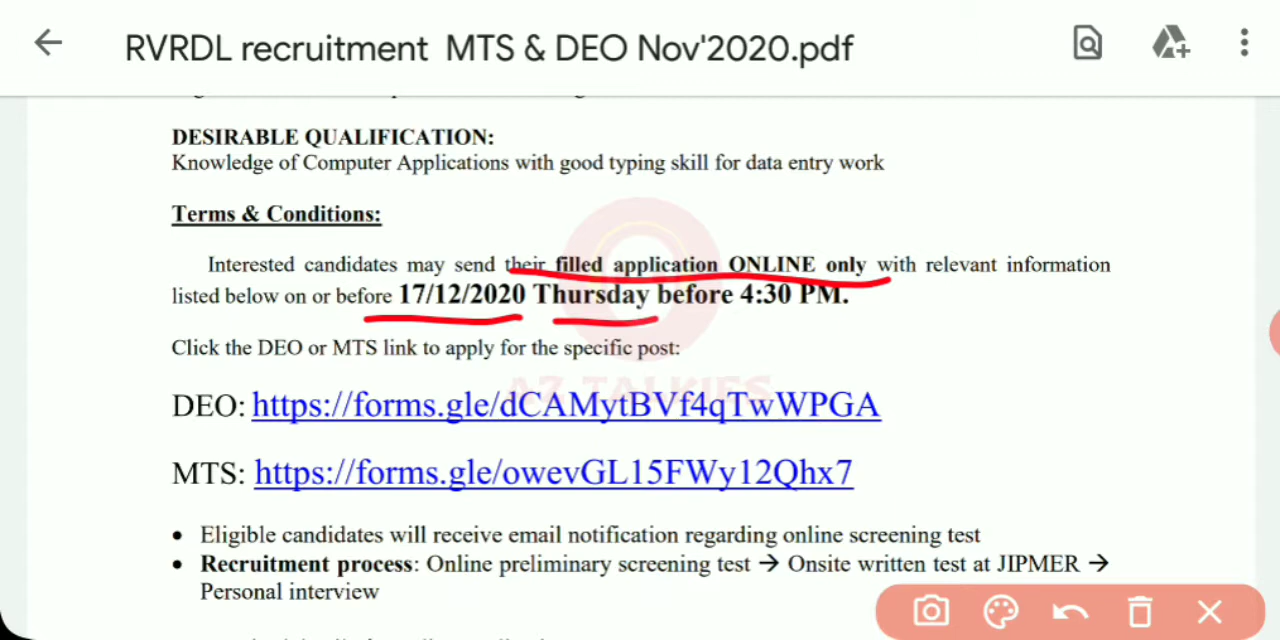 RVRDL recruitment MTS & DEO Nov'2020.pdf
DESIRABLE QUALIFICATION:
Knowledge of Computer Applications with good typing skill for data entry work
Terms & Conditions:
Interested candidates may send their filled application ONLINE only with relevant information
listed below on or before 17/12/2020 Thursday before 4:30 PM.
Click the DEO or MTS link to apply for the specific post:
AZ TALKIES
DEO: https://forms.gle/dCAMytBVf4qTwWPGA
MTS: https://forms.gle/owevGL15FWy12Qhx7
• Eligible candidates will receive email notification regarding online screening test
• Recruitment process: Online preliminary screening test → Onsite written test at JIPMER →
Personal interview